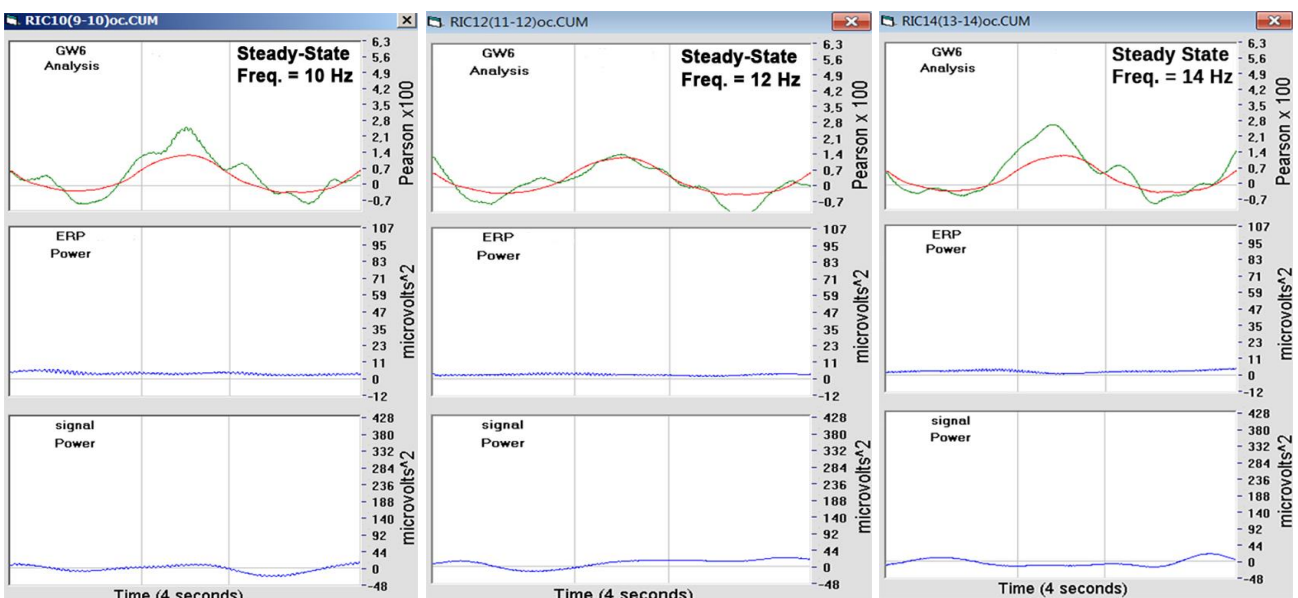 RIC10(9-10)oc.CUM
GW6
Analysis
Steady-State
Freq. = 10 Hz
6,3
5,6
4,9
4,2
3,5
2,8
2,1
1,4
0,7
0
-0,7
Pearson x100
ERP
Power
107
95
83
71
59
47
35
23
11
0
-12
microvolts^2
signal
Power
428
380
332
284
236
188
140
92
44
0
-48
microvolts^2
Time (4 seconds)
RIC12(11-12)oc.CUM
GW6
Analysis
Steady-State
Freq. = 12 Hz
6,3
5,6
4,9
4,2
3,5
2,8
2,1
1,4
0,7
0
-0,7
Pearson x 100
ERP
Power
107
95
83
71
59
47
35
23
11
0
-12
microvolts^2
signal
Power
428
380
332
284
236
188
140
92
44
0
-48
microvolts^2
Time (4 seconds)
RIC14(13-14)oc.CUM
GW6
Analysis
Steady State
Freq. = 14 Hz
6,3
5,6
4,9
4,2
3,5
2,8
2,1
1,4
0,7
0
-0,7
Pearson x 100
ERP
Power
107
95
83
71
59
47
35
23
11
0
-12
microvolts^2
signal
Power
428
380
332
284
236
188
140
92
44
0
-48
microvolts^2
Time (4 seconds)